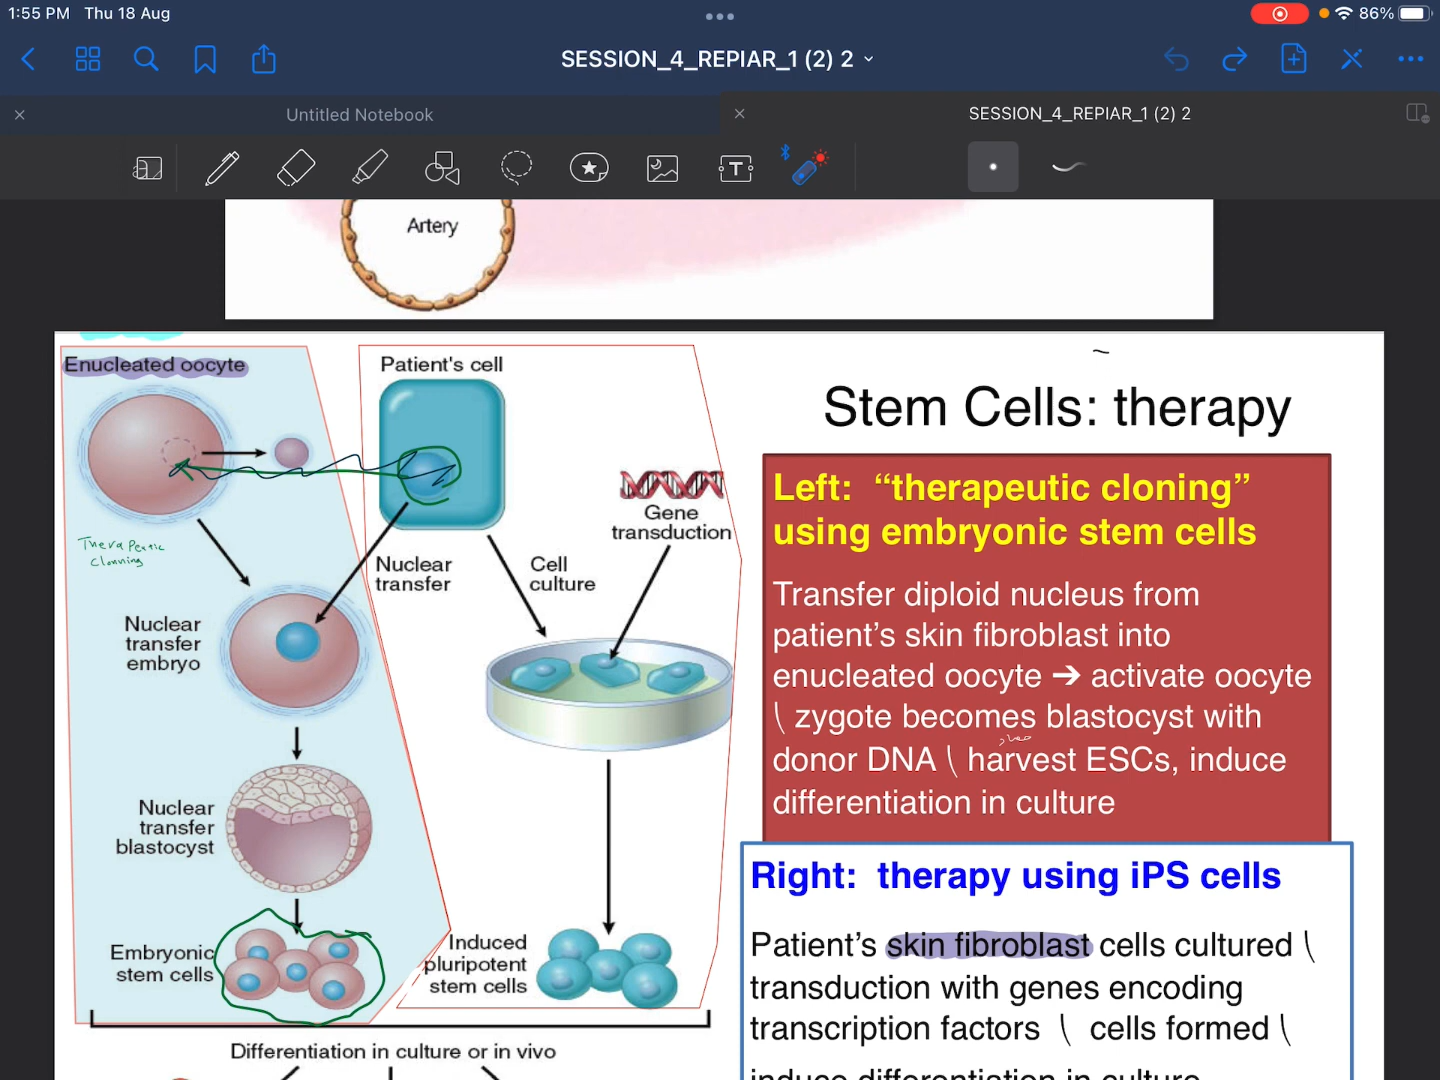 1:55 PM Thu 18 Aug
86%
SESSION_4_REPIAR_1 (2) 2
Untitled Notebook
SESSION_4_REPIAR_1 (2) 2
Artery
Enucleated oocyte
Patient's cell
Gene
transduction
Nuclear
transfer
Cell
culture
Therapeutic
Clonning
Nuclear
transfer
embryo
Nuclear
transfer
blastocyst
Embryonic
stem cells
Induced
pluripotent
stem cells
Differentiation in culture or in vivo
Stem Cells: therapy
Left: “therapeutic cloning”
using embryonic stem cells
Transfer diploid nucleus from
patient’s skin fibroblast into
enucleated oocyte ➔ activate oocyte
\ zygote becomes blastocyst with
donor DNA \ harvest ESCs, induce
differentiation in culture
Right: therapy using iPS cells
Patient’s skin fibroblast cells cultured \
transduction with genes encoding
transcription factors \ cells formed \
induce differentiation in culture